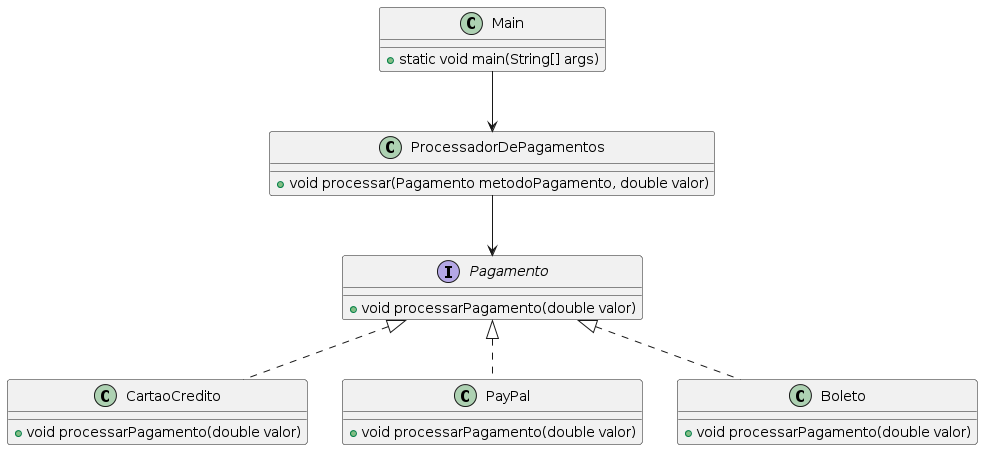 C Main
+ static void main(String[] args)
C ProcessadorDePagamentos
void processar(Pagamento metodoPagamento, double valor)
I Pagamento
void processarPagamento(double valor)
C CartaoCredito
void processarPagamento(double valor)
C PayPal
void processarPagamento(double valor)
C Boleto
void processarPagamento(double valor)